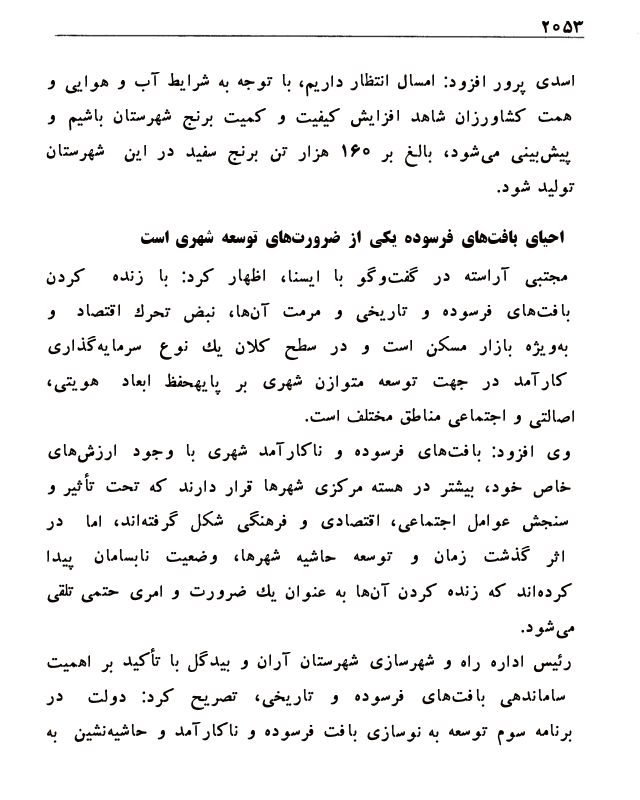 ۲۰۵۳
اسدی پرور افزود: امسال انتظار داریم، با توجه به شرایط آب و هوایی و
همت کشاورزان شاهد افزایش کیفیت و کمیت برنج شهرستان باشیم و
پیش‌بینی می‌شود، بالغ بر ۱۶۰ هزار تن برنج سفید در این شهرستان
تولید شود.
احیای بافت‌های فرسوده یکی از ضرورت‌های توسعه شهری است
مجتبی آراسته در گفت‌وگو با ایسنا، اظهار کرد: با زنده کردن
بافت‌های فرسوده و تاریخی و مرمت آن‌ها، نبض تحرك اقتصاد و
به‌ویژه بازار مسکن است و در سطح کلان یك نوع سرمایه‌گذاری
کارآمد در جهت توسعه متوازن شهری بر پایهحفظ ابعاد هویتی،
اصالتی و اجتماعی مناطق مختلف است.
وی افزود: بافت‌های فرسوده و ناکارآمد شهری با وجود ارزش‌های
خاص خود، بیشتر در هسته مرکزی شهرها قرار دارند که تحت تأثیر و
سنجش عوامل اجتماعی، اقتصادی و فرهنگی شکل گرفته‌اند، اما در
اثر گذشت زمان و توسعه حاشیه شهرها، وضعیت نابسامان پیدا
کرده‌اند که زنده کردن آن‌ها به عنوان یك ضرورت و امری حتمی تلقی
می‌شود.
رئیس اداره راه و شهرسازی شهرستان آران و بیدگل با تأکید بر اهمیت
ساماندهی بافت‌های فرسوده و تاریخی، تصریح کرد: دولت در
برنامه سوم توسعه به نوسازی بافت فرسوده و ناکارآمد و حاشیه‌نشین به